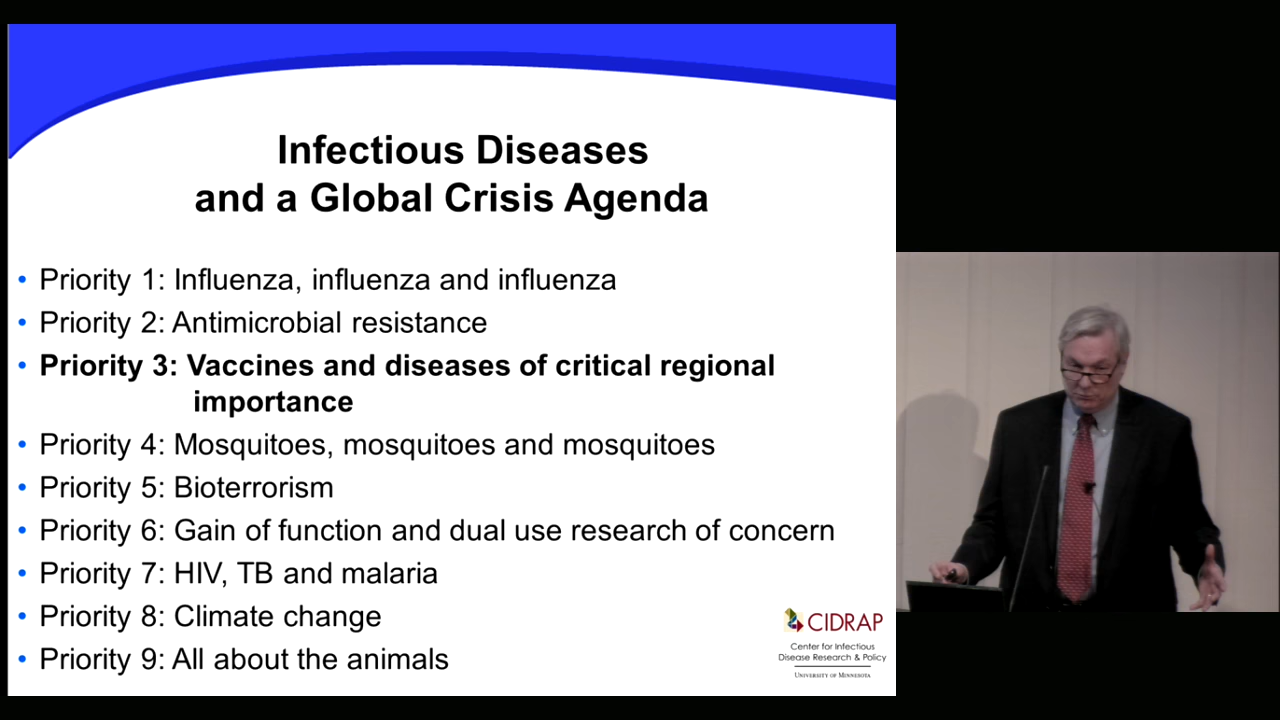 Infectious Diseases
and a Global Crisis Agenda
• Priority 1: Influenza, influenza and influenza
• Priority 2: Antimicrobial resistance
• Priority 3: Vaccines and diseases of critical regional
importance
• Priority 4: Mosquitoes, mosquitoes and mosquitoes
• Priority 5: Bioterrorism
• Priority 6: Gain of function and dual use research of concern
• Priority 7: HIV, TB and malaria
• Priority 8: Climate change
• Priority 9: All about the animals
CIDRAP
Center for Infectious
Disease Research & Policy
University of Minnesota